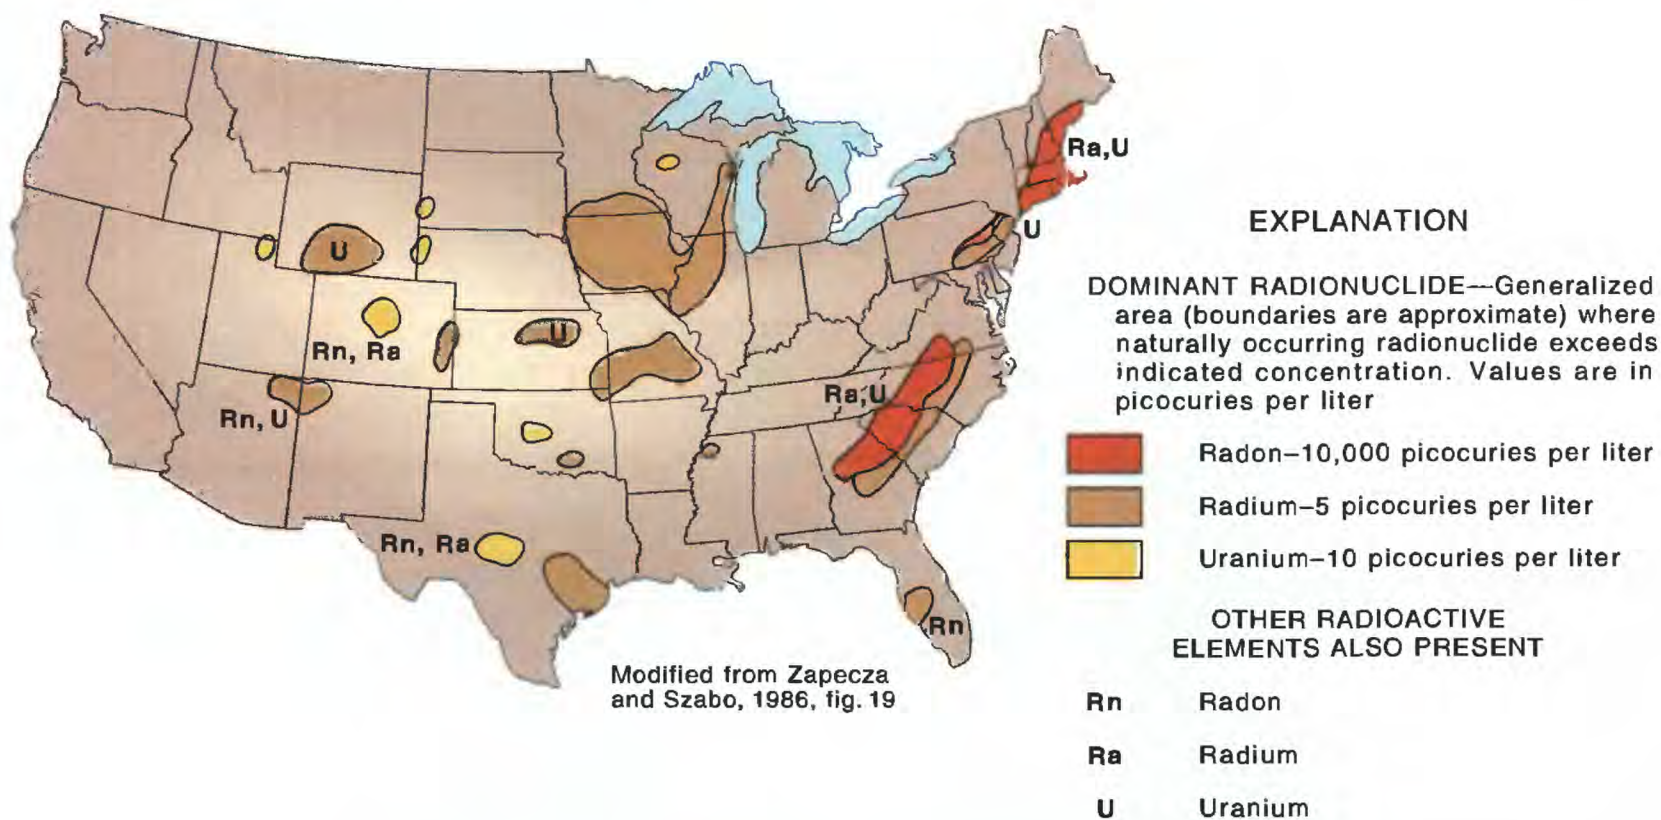 Ra,U
U
U
Rn, Ra
U
Rn, U
Ra,U
Rn, Ra
Rn
Modified from Zapecza
and Szabo, 1986, fig. 19
EXPLANATION
DOMINANT RADIONUCLIDE—Generalized
area (boundaries are approximate) where
naturally occurring radionuclide exceeds
indicated concentration. Values are in
picocuries per liter
Radon–10,000 picocuries per liter
Radium–5 picocuries per liter
Uranium–10 picocuries per liter
OTHER RADIOACTIVE
ELEMENTS ALSO PRESENT
Rn Radon
Ra Radium
U Uranium